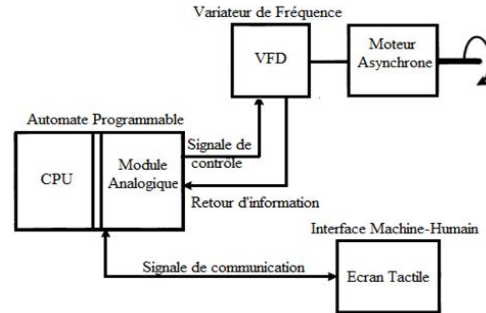 Variateur de Fréquence
VFD
Moteur
Asynchrone
Automate Programmable
CPU
Module
Analogique
Signale de
contrôle
Retour d'information
Interface Machine-Humain
Signale de communication
Ecran Tactile